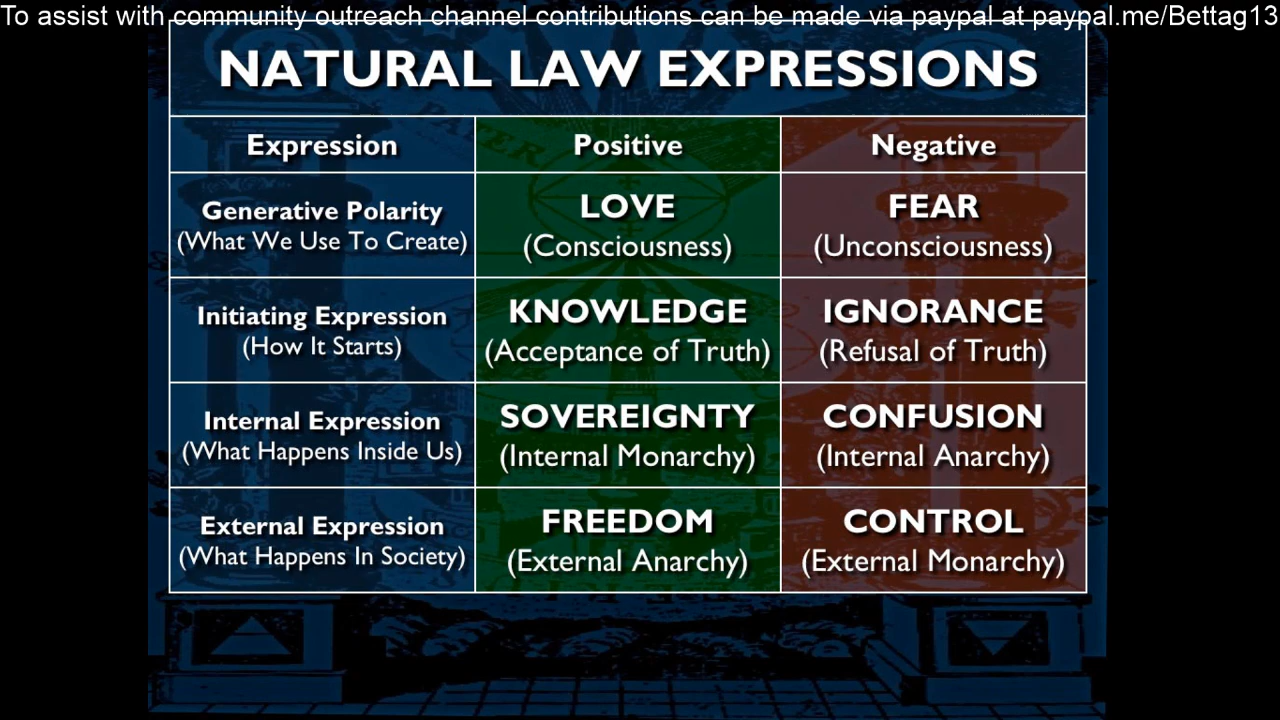 To assist with community outreach channel contributions can be made via paypal at paypal.me/Bettag13
NATURAL LAW EXPRESSIONS
Expression
Positive
Negative
Generative Polarity
(What We Use To Create)
LOVE
(Consciousness)
FEAR
(Unconsciousness)
Initiating Expression
(How It Starts)
KNOWLEDGE
(Acceptance of Truth)
IGNORANCE
(Refusal of Truth)
Internal Expression
(What Happens Inside Us)
SOVEREIGNTY
(Internal Monarchy)
CONFUSION
(Internal Anarchy)
External Expression
(What Happens In Society)
FREEDOM
(External Anarchy)
CONTROL
(External Monarchy)